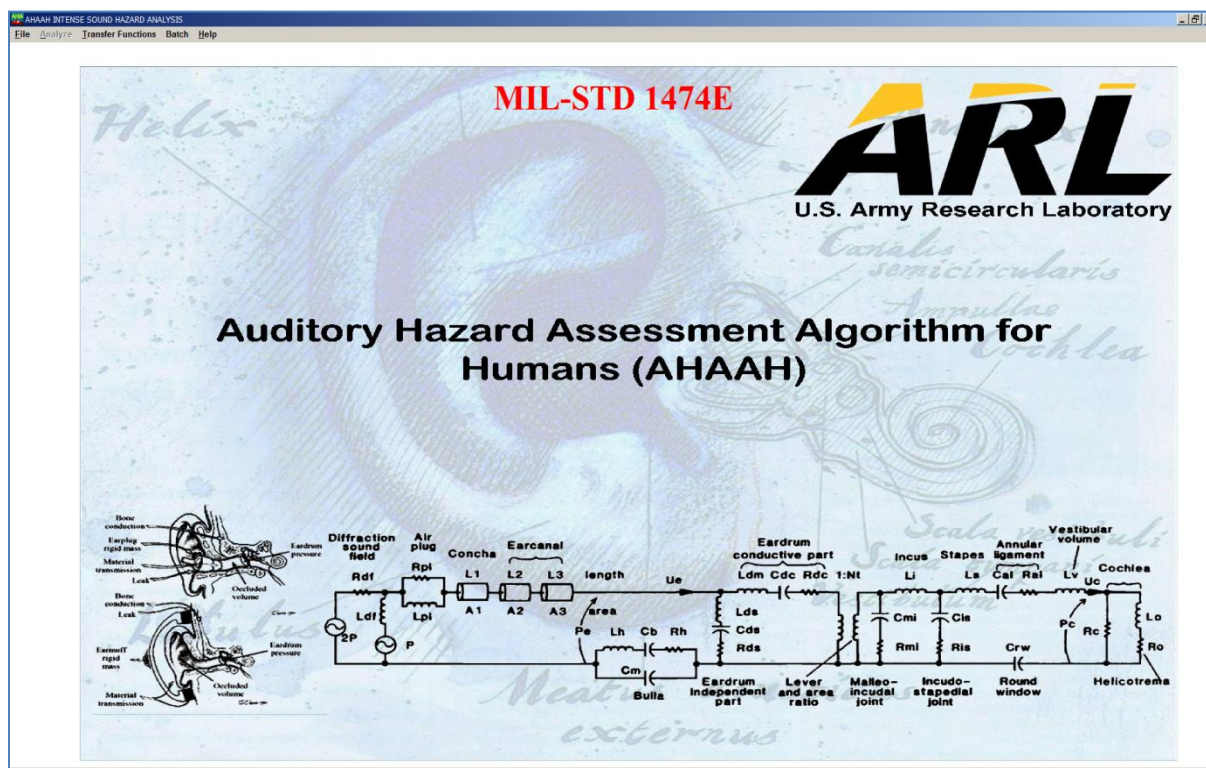 AHAAH INTENSE SOUND HAZARD ANALYSIS
File Analyze Transfer Functions Batch Help
MIL-STD 1474E
ARL
U.S. Army Research Laboratory
Helix
Canalis
semicircularis
Ampullae
Cochlea
Auditory Hazard Assessment Algorithm for
Humans (AHAAH)
Bone
conduction
Earplug
rigid mass
Material
transmission
Leak
Eardrum
pressure
Occluded
volume
Bone
conduction
Leak
Earmuff
rigid
mass
Material
transmission
Eardrum
pressure
Occluded
volume
Diffraction
sound
field
Air
plug
Concha
Earcanal
length
area
Eardrum
conductive part
Incus
Stapes
Annular
ligament
Vestibular
volume
Cochlea
Rdf
Rpl
L1
L2
L3
Ue
Ldm Cdc Rdc 1:Nt
Li
Ls
Cal Ral
Lv
Uc
Ldf
Lpl
A1
A2
A3
2P
P
Pe
Lh
Cb
Rh
Cm
Bulla
Lds
Cds
Rds
Cmi
Rmi
Cis
Ris
Crw
Pc
Rc
Lo
Ro
Eardrum
Independent
part
Lever
and area
ratio
Malleo-
incudal
joint
Incudo-
stapedial
joint
Round
window
Helicotrema
externus